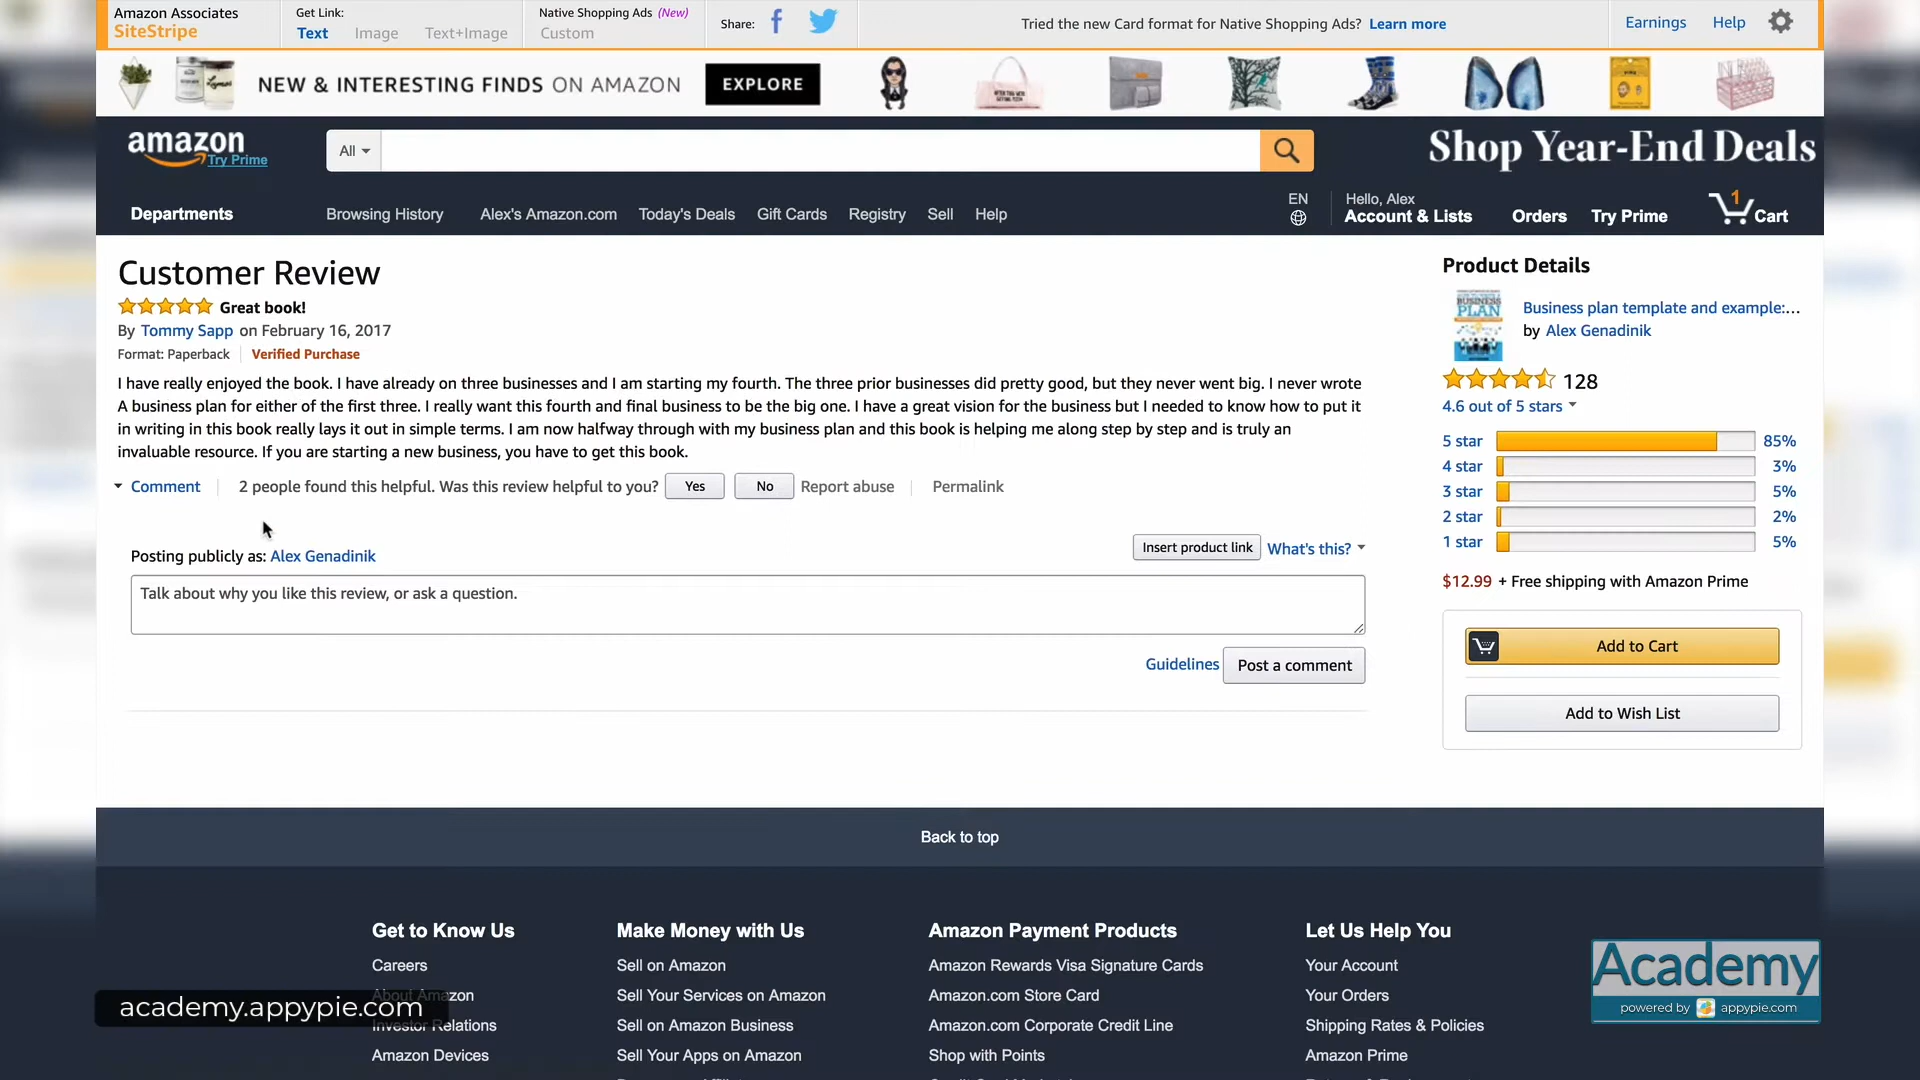 Amazon Associates
SiteStripe
Get Link:
Text Image Text+Image
Native Shopping Ads (New)
Custom
Share:
Tried the new Card format for Native Shopping Ads? Learn more
Earnings Help
NEW & INTERESTING FINDS ON AMAZON EXPLORE
amazon
Try Prime
All
Shop Year-End Deals
Departments
Browsing History Alex's Amazon.com Today's Deals Gift Cards Registry Sell Help
EN
Hello, Alex
Account & Lists
Orders Try Prime
1
Cart
Customer Review
Great book!
By Tommy Sapp on February 16, 2017
Format: Paperback Verified Purchase
I have really enjoyed the book. I have already on three businesses and I am starting my fourth. The three prior businesses did pretty good, but they never went big. I never wrote
A business plan for either of the first three. I really want this fourth and final business to be the big one. I have a great vision for the business but I needed to know how to put it
in writing in this book really lays it out in simple terms. I am now halfway through with my business plan and this book is helping me along step by step and is truly an
invaluable resource. If you are starting a new business, you have to get this book.
Comment 2 people found this helpful. Was this review helpful to you? Yes No Report abuse Permalink
Posting publicly as: Alex Genadinik
Insert product link What's this?
Talk about why you like this review, or ask a question.
Guidelines Post a comment
Product Details
BUSINESS
PLAN
Business plan template and example:...
by Alex Genadinik
128
4.6 out of 5 stars
5 star 85%
4 star 3%
3 star 5%
2 star 2%
1 star 5%
$12.99 + Free shipping with Amazon Prime
Add to Cart
Add to Wish List
Back to top
Get to Know Us
Careers
About Amazon
Investor Relations
Amazon Devices
Make Money with Us
Sell on Amazon
Sell Your Services on Amazon
Sell on Amazon Business
Sell Your Apps on Amazon
Amazon Payment Products
Amazon Rewards Visa Signature Cards
Amazon.com Store Card
Amazon.com Corporate Credit Line
Shop with Points
Let Us Help You
Your Account
Your Orders
Shipping Rates & Policies
Amazon Prime
academy.appypie.com
Academy
powered by appypie.com